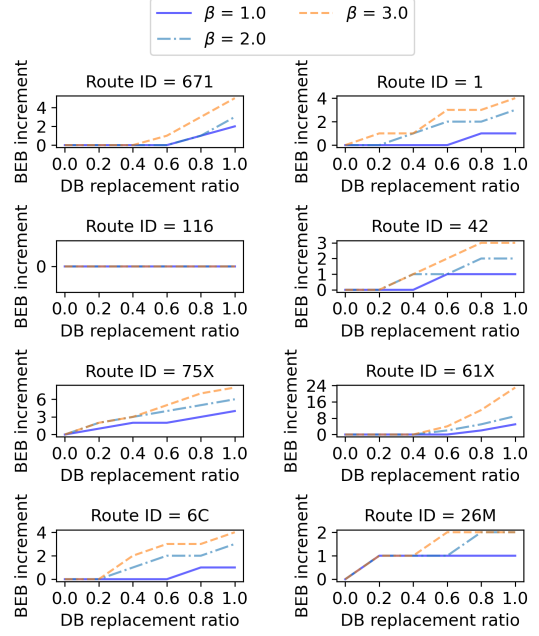 β = 1.0 β = 3.0
β = 2.0
Route ID = 671
BEB increment
4
2
0
0.0 0.2 0.4 0.6 0.8 1.0
DB replacement ratio
Route ID = 1
BEB increment
4
2
0
0.0 0.2 0.4 0.6 0.8 1.0
DB replacement ratio
Route ID = 116
BEB increment
0
0.0 0.2 0.4 0.6 0.8 1.0
DB replacement ratio
Route ID = 42
BEB increment
3
2
1
0
0.0 0.2 0.4 0.6 0.8 1.0
DB replacement ratio
Route ID = 75X
BEB increment
6
3
0
0.0 0.2 0.4 0.6 0.8 1.0
DB replacement ratio
Route ID = 61X
BEB increment
24
16
8
0
0.0 0.2 0.4 0.6 0.8 1.0
DB replacement ratio
Route ID = 6C
BEB increment
4
2
0
0.0 0.2 0.4 0.6 0.8 1.0
DB replacement ratio
Route ID = 26M
BEB increment
2
1
0
0.0 0.2 0.4 0.6 0.8 1.0
DB replacement ratio